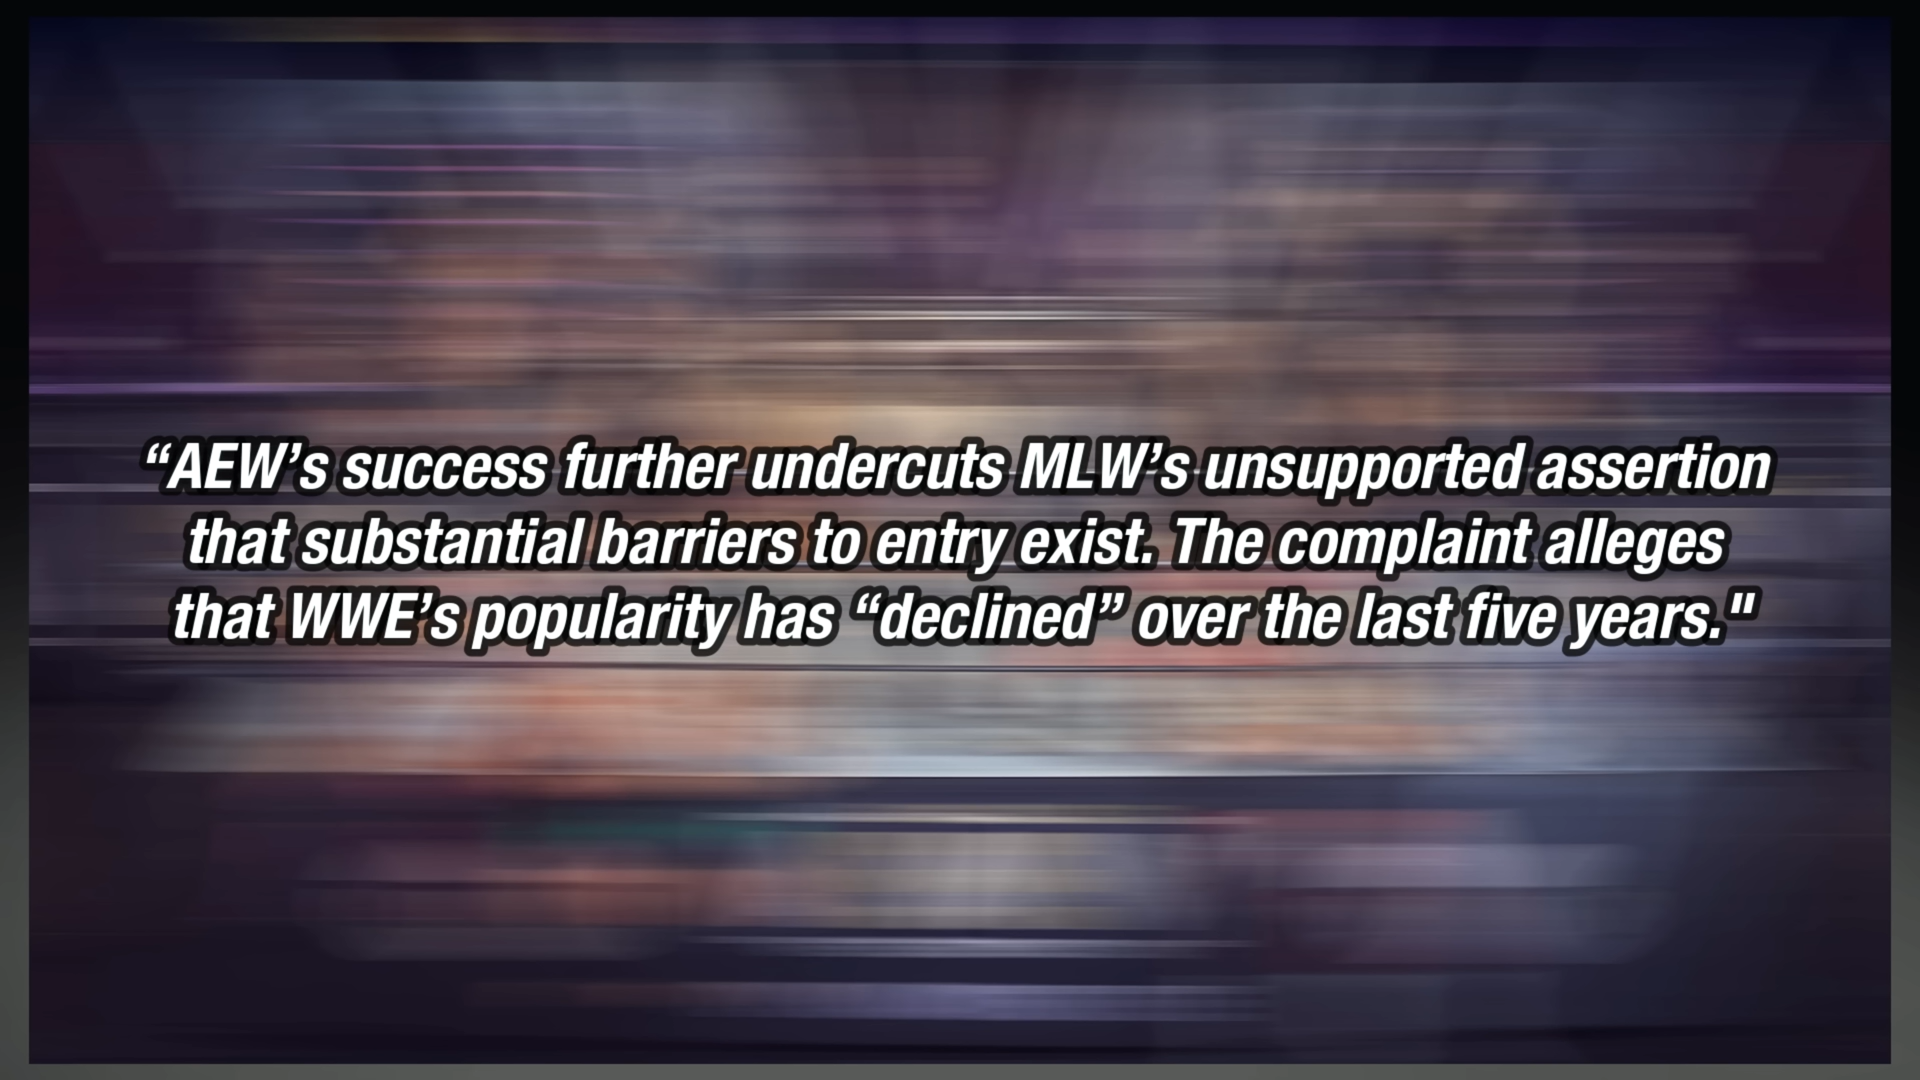 “AEW’s success further undercuts MLW’s unsupported assertion
that substantial barriers to entry exist. The complaint alleges
that WWE’s popularity has “declined” over the last five years."